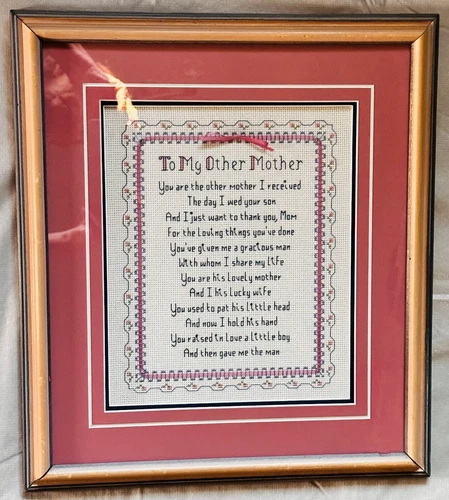 To My Other Mother
You are the other mother I received
The day I wed your son
And I just want to thank you, Mom
For the loving things you've done
You've given me a gracious man
With whom I share my life
You are his lovely mother
And I his lucky wife
You used to pat his little head
And now I hold his hand
You raised in love a little boy
And then gave me the man